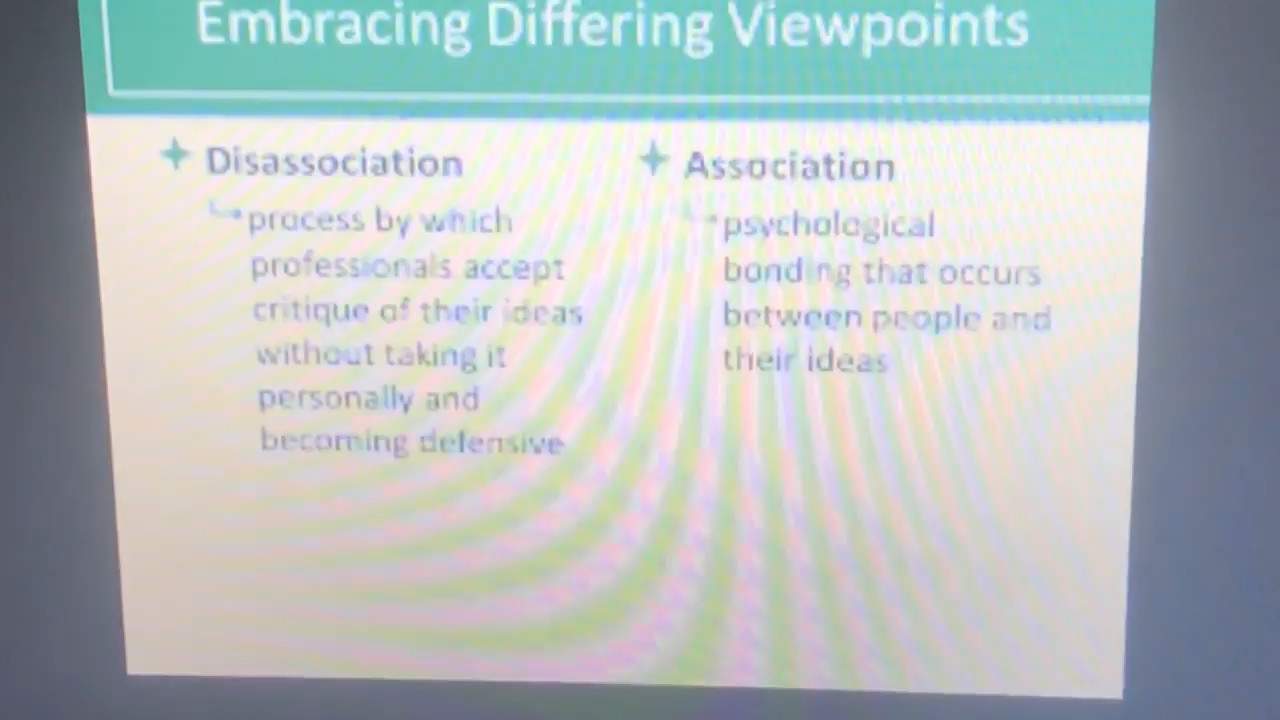 Embracing Differing Viewpoints
Disassociation
process by which
professionals accept
critique of their ideas
without taking it
personally and
becoming defensive
Association
psychological
bonding that occurs
between people and
their ideas